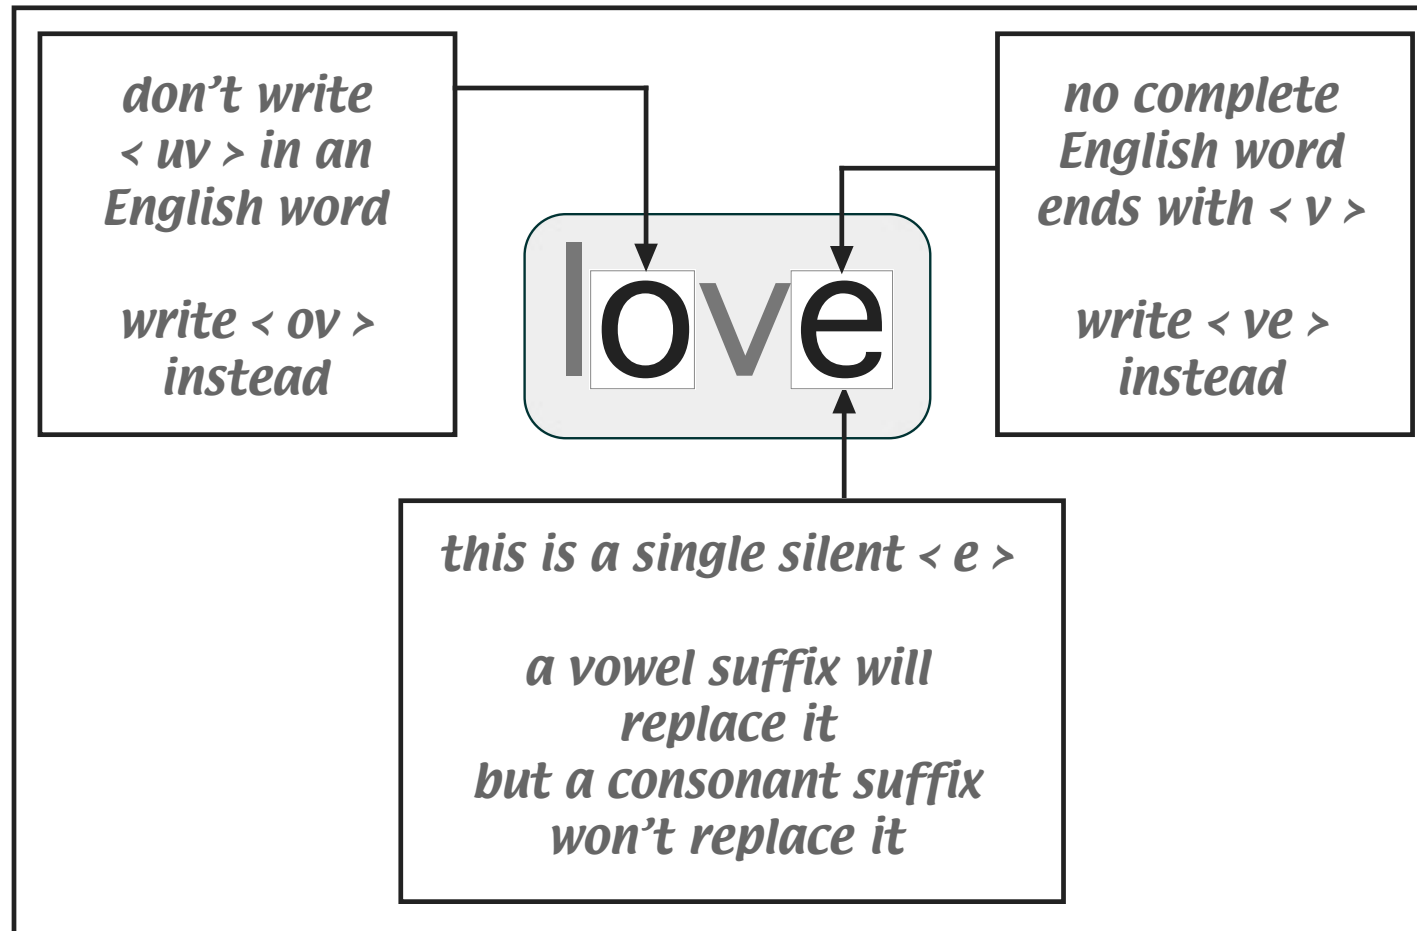 don't write
< uv > in an
English word
write < ov >
instead
love
no complete
English word
ends with < v >
write < ve >
instead
this is a single silent < e >
a vowel suffix will
replace it
but a consonant suffix
won't replace it